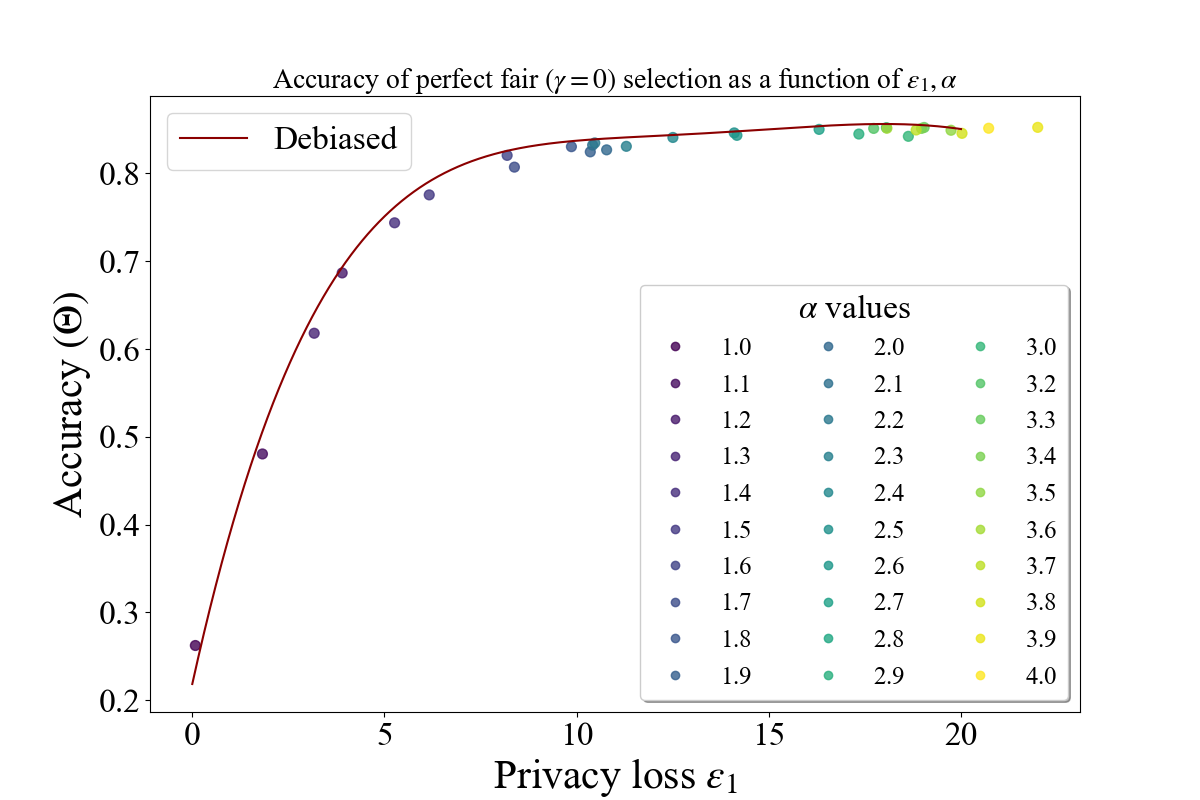 Accuracy of perfect fair (γ = 0) selection as a function of ε₁, α
Debiased
Accuracy (Θ)
0.8
0.7
0.6
0.5
0.4
0.3
0.2
α values
1.0 2.0 3.0
1.1 2.1 3.2
1.2 2.2 3.3
1.3 2.3 3.4
1.4 2.4 3.5
1.5 2.5 3.6
1.6 2.6 3.7
1.7 2.7 3.8
1.8 2.8 3.9
1.9 2.9 4.0
0 5 10 15 20
Privacy loss ε₁